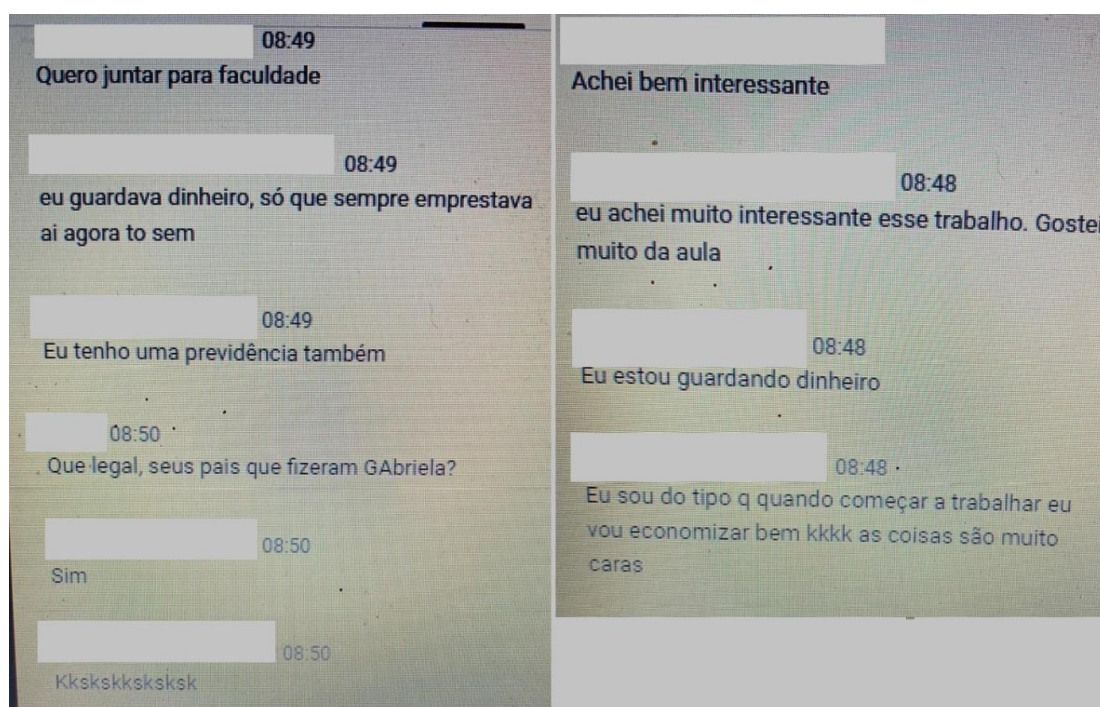 08:49
Quero juntar para faculdade
08:49
eu guardava dinheiro, só que sempre emprestava
ai agora to sem
08:49
Eu tenho uma previdência também
08:50
Que legal, seus pais que fizeram GAbriela?
08:50
Sim
08:50
Kkskskksksksk
Achei bem interessante
08:48
eu achei muito interessante esse trabalho. Gostei
muito da aula
08:48
Eu estou guardando dinheiro
08:48
Eu sou do tipo q quando começar a trabalhar eu
vou economizar bem kkkk as coisas são muito
caras